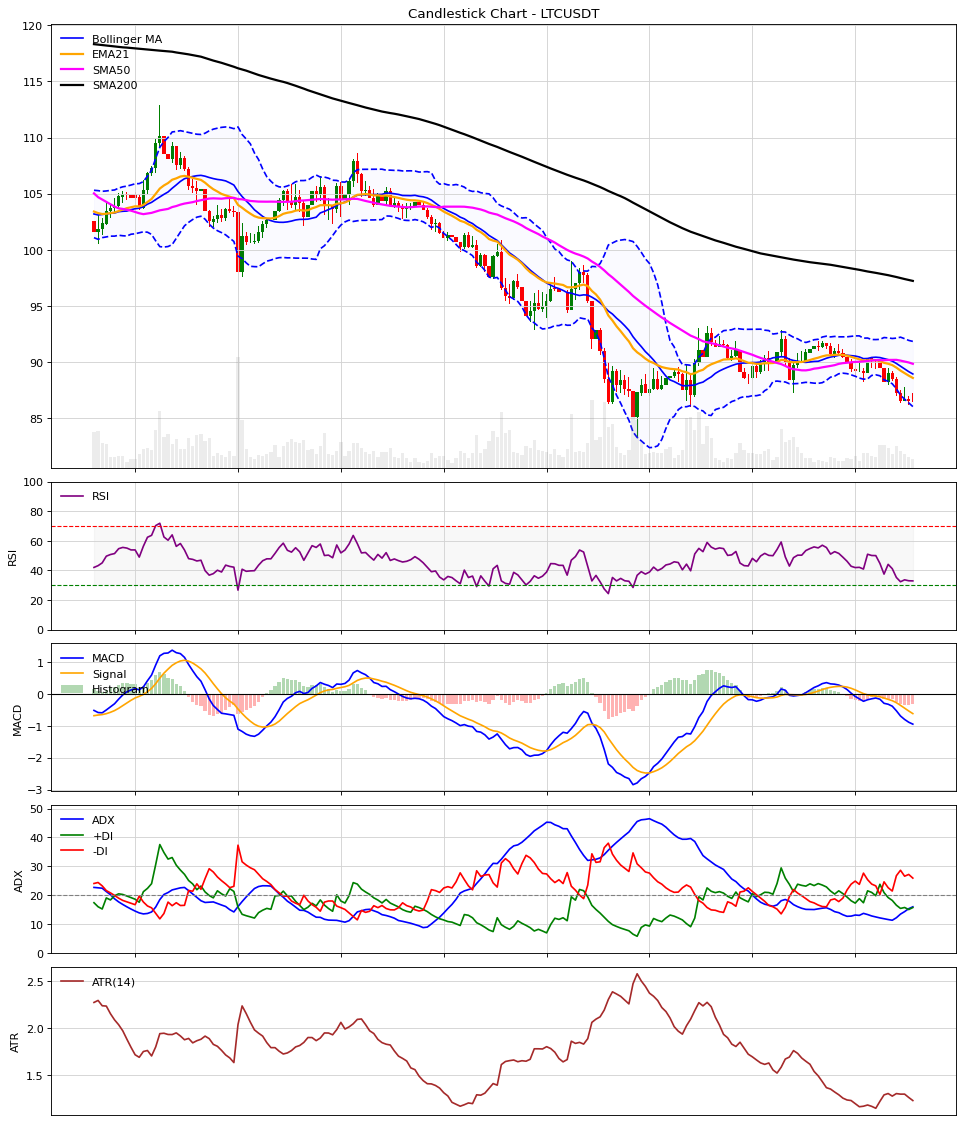 Candlestick Chart - LTCUSDT
120
115
110
105
100
95
90
85
Bollinger MA
EMA21
SMA50
SMA200
100
80
60
40
20
0
RSI
RSI
1
0
−1
−2
−3
MACD
MACD
Signal
Histogram
50
40
30
20
10
0
ADX
ADX
+DI
-DI
2.5
2.0
1.5
ATR
ATR(14)